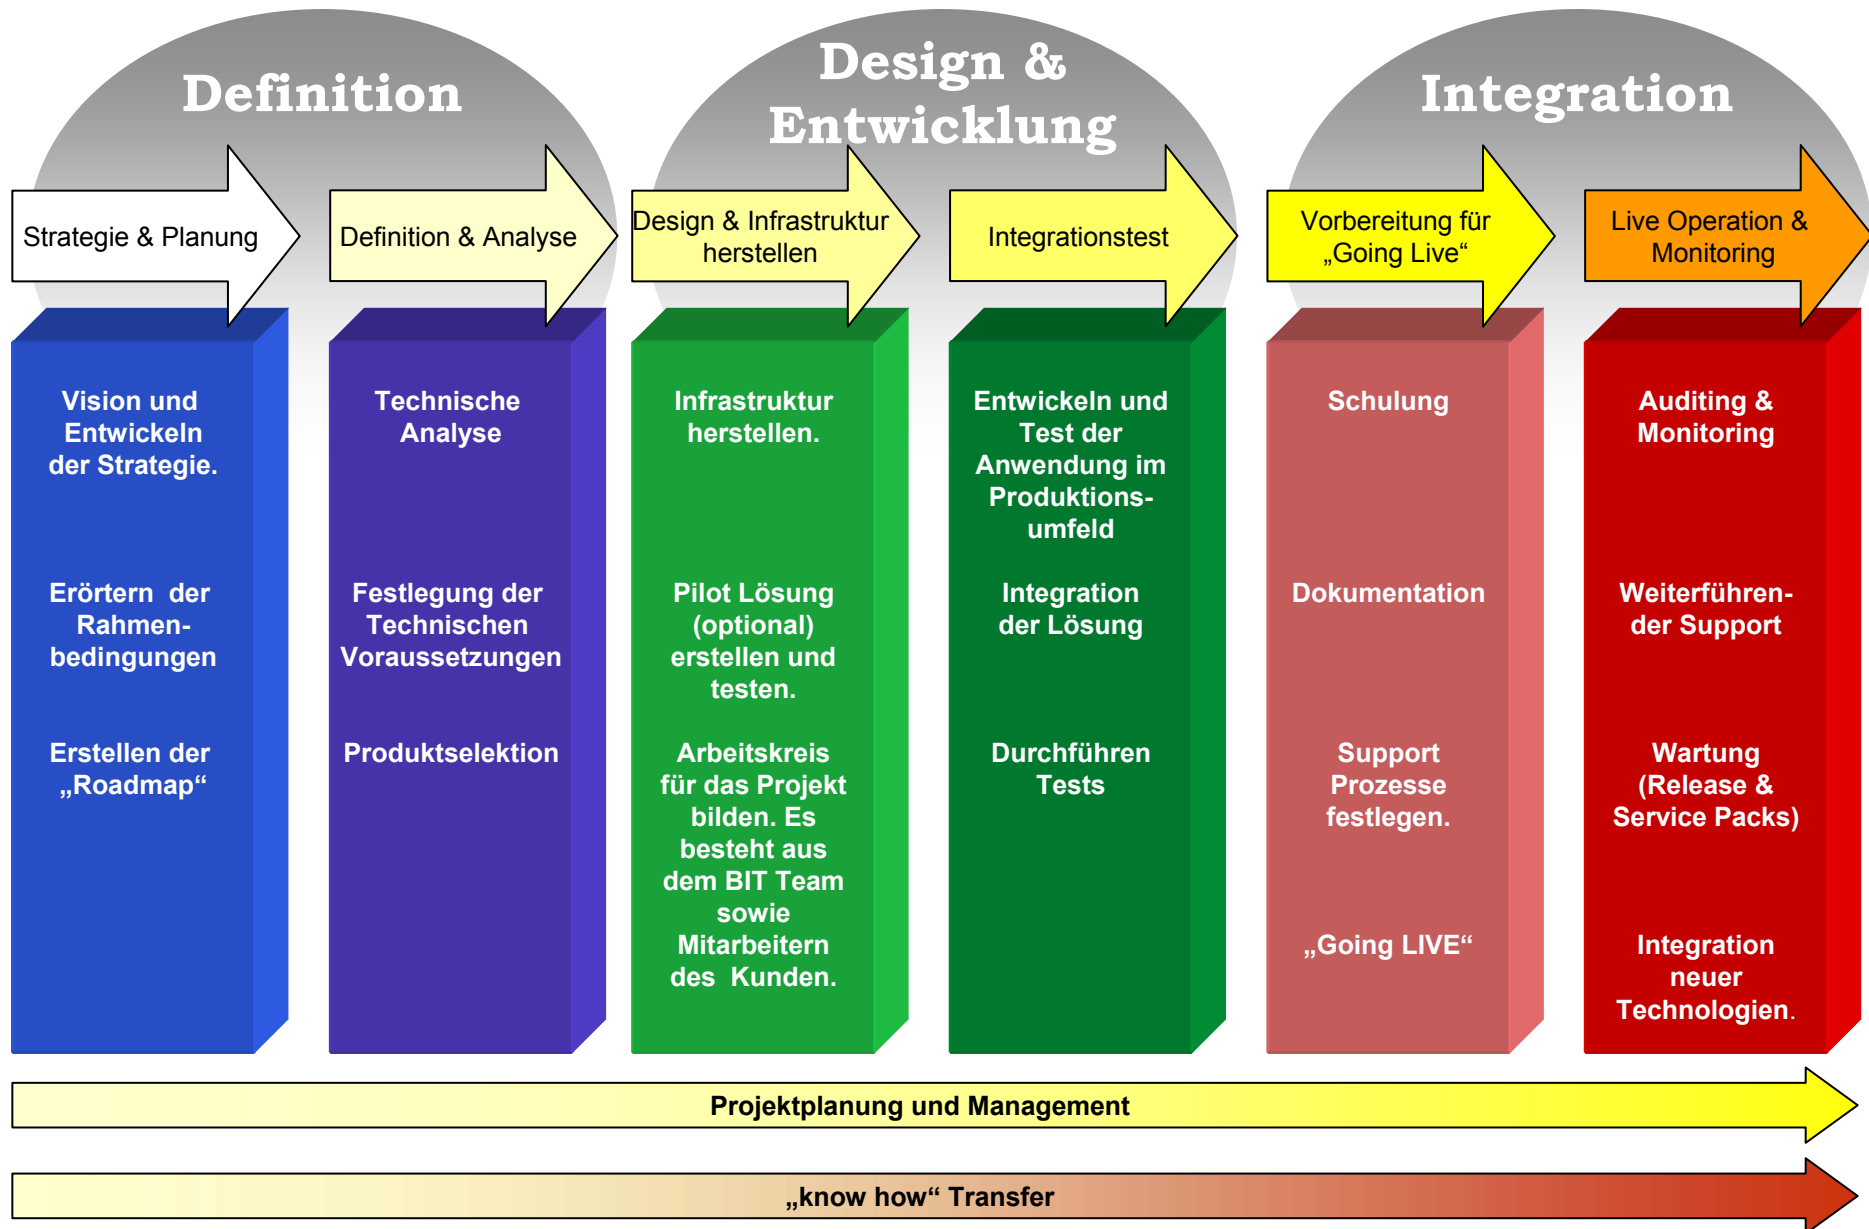 Definition
Design &
Entwicklung
Integration
Strategie & Planung
Definition & Analyse
Design & Infrastruktur
herstellen
Integrationstest
Vorbereitung für
„Going Live“
Live Operation &
Monitoring
Vision und
Entwickeln
der Strategie.
Erörtern  der
Rahmen-
bedingungen
Erstellen der
„Roadmap“
Technische
Analyse
Festlegung der
Technischen
Voraussetzungen
Produktselektion
Infrastruktur
herstellen.
Pilot Lösung
(optional)
erstellen und
testen.
Arbeitskreis
für das Projekt
bilden. Es
besteht aus
dem BIT Team
sowie
Mitarbeitern
des  Kunden.
Entwickeln und
Test der
Anwendung im
Produktions-
umfeld
Integration
der Lösung
Durchführen
Tests
Schulung
Dokumentation
Support
Prozesse
festlegen.
„Going LIVE“
Auditing &
Monitoring
Weiterführen-
der Support
Wartung
(Release &
Service Packs)
Integration
neuer
Technologien.
Projektplanung und Management
„know how“ Transfer